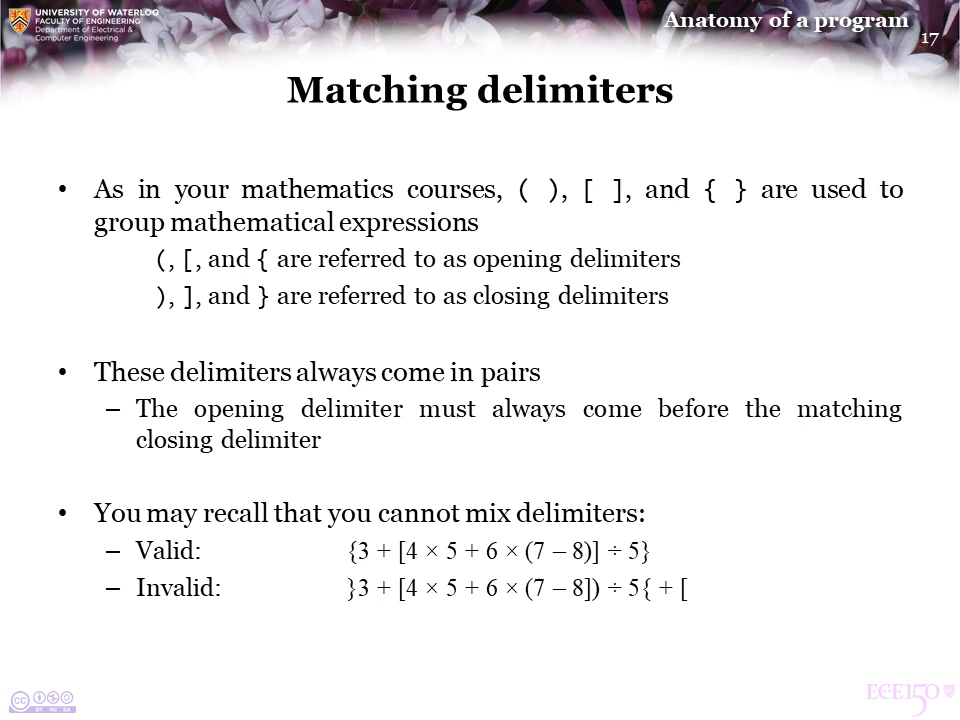 UNIVERSITY OF WATERLOO
FACULTY OF ENGINEERING
Department of Electrical &
Computer Engineering
Anatomy of a program
17
Matching delimiters
• As in your mathematics courses, ( ), [ ], and { } are used to
group mathematical expressions
(, [, and { are referred to as opening delimiters
), ], and } are referred to as closing delimiters
• These delimiters always come in pairs
– The opening delimiter must always come before the matching
closing delimiter
• You may recall that you cannot mix delimiters:
– Valid: {3 + [4 × 5 + 6 × (7 – 8)] ÷ 5}
– Invalid: }3 + [4 × 5 + 6 × (7 – 8]) ÷ 5{ + [
cc
BY NC SA
ECE150